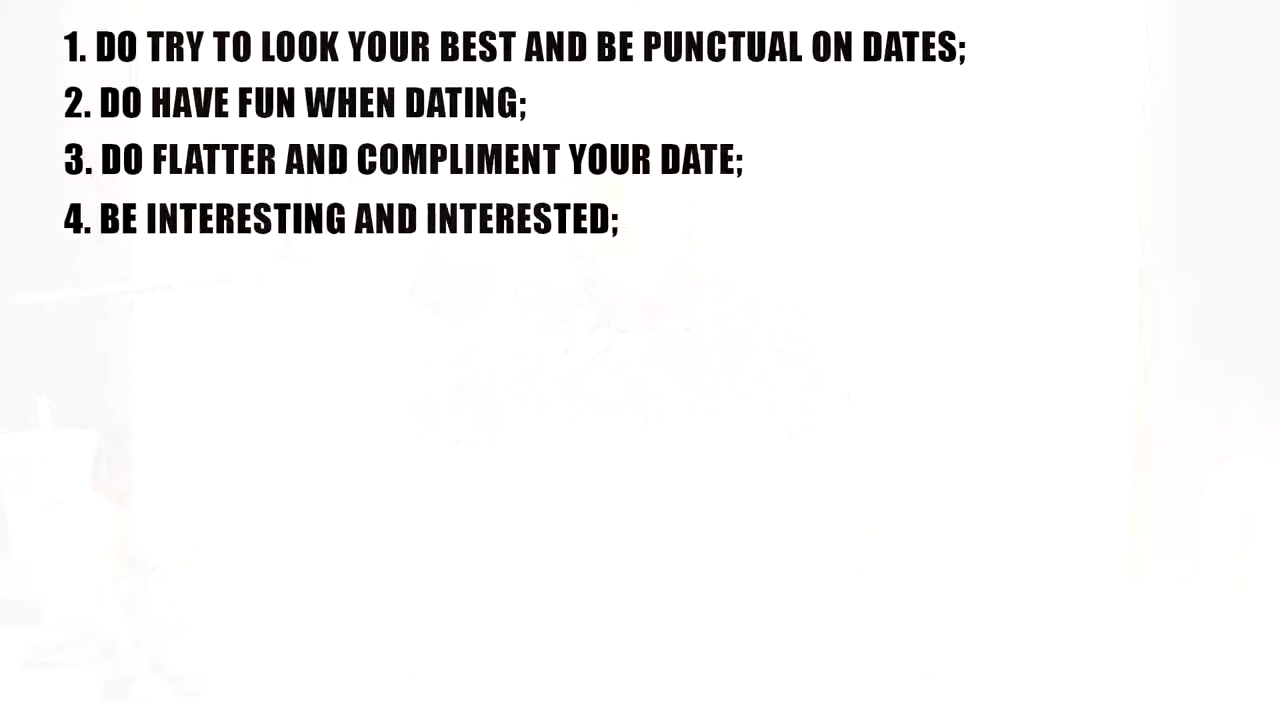 1. DO TRY TO LOOK YOUR BEST AND BE PUNCTUAL ON DATES;
2. DO HAVE FUN WHEN DATING;
3. DO FLATTER AND COMPLIMENT YOUR DATE;
4. BE INTERESTING AND INTERESTED;